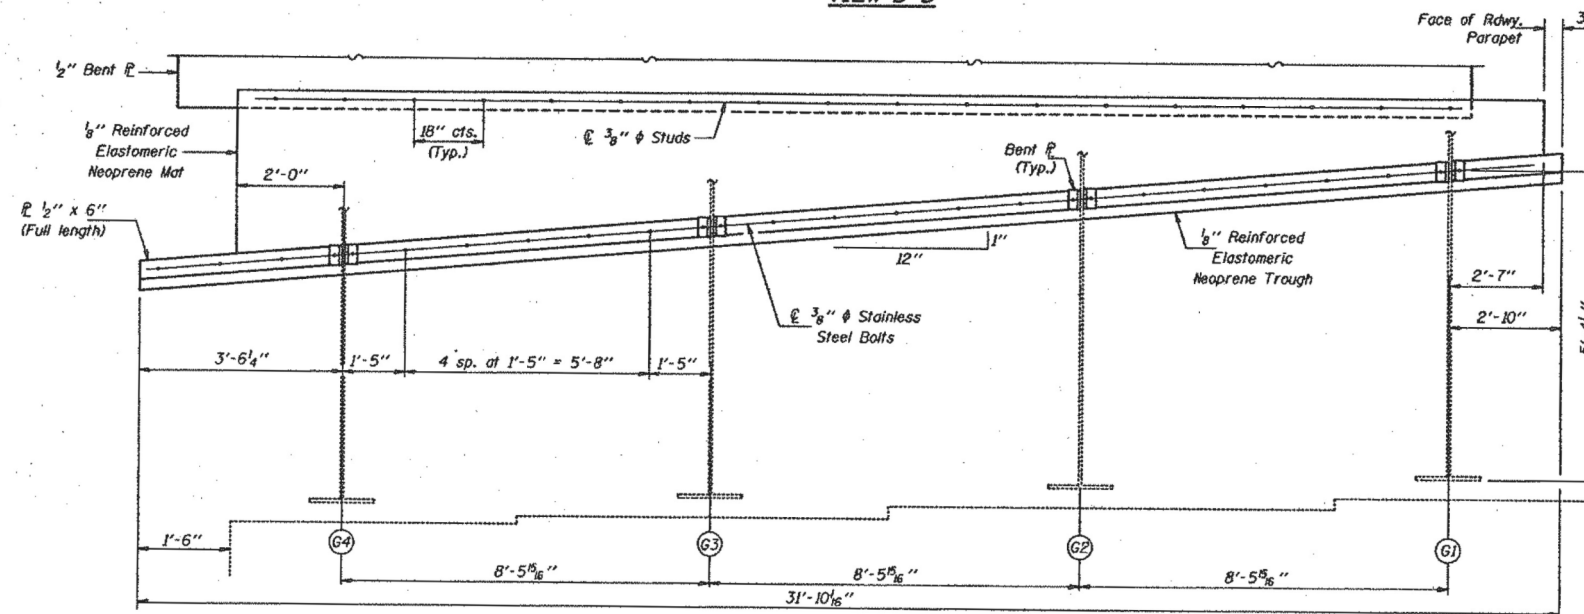 Face of Rdwy.
Parapet
3
½" Bent ℞
⅛" Reinforced
Elastomeric
Neoprene Mat
18" cts.
(Typ.)
℄ ⅜" ϕ Studs
Bent ℞
(Typ.)
2'-0"
℞ ½" x 6"
(Full length)
1"
12"
⅛" Reinforced
Elastomeric
Neoprene Trough
2'-7"
2'-10"
℄ ⅜" ϕ Stainless
Steel Bolts
3'-6¼"
1'-5"
4 sp. at 1'-5" = 5'-8"
1'-5"
1'-6"
G4
G3
G2
G1
8'-5¹⁵⁄₁₆"
8'-5¹⁵⁄₁₆"
8'-5¹⁵⁄₁₆"
31'-10¹⁄₁₆"